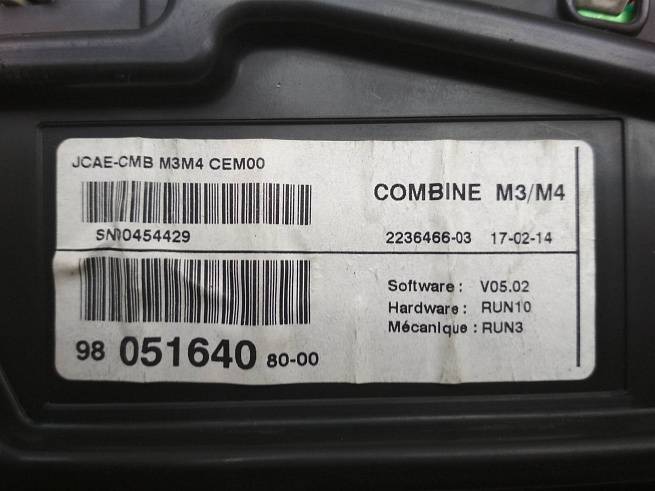 JCAE-CMB M3M4 CEM00
COMBINE M3/M4
SN10454429
2236466-03 17-02-14
Software : V05.02
Hardware : RUN10
Mécanique : RUN3
98 051640 80-00